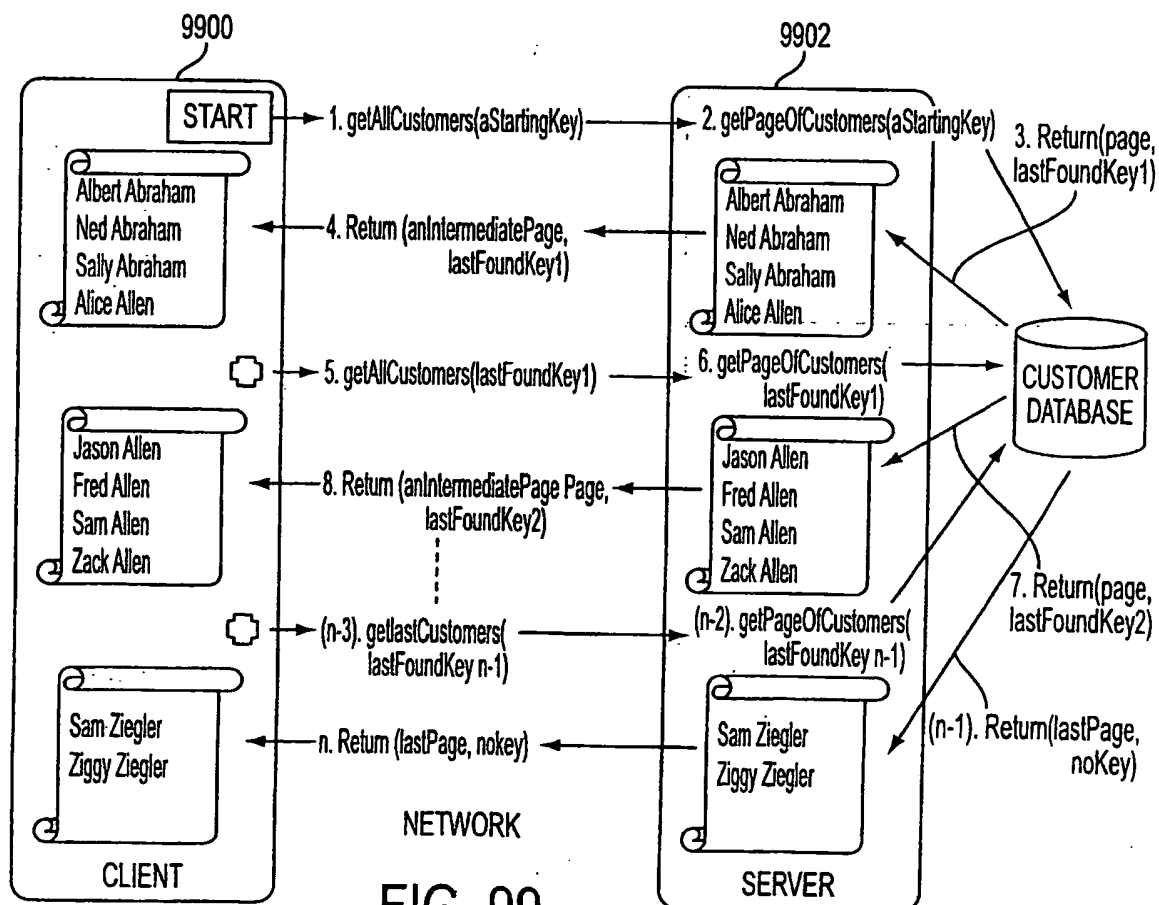 9900
9902
START
1. getAllCustomers(aStartingKey)
2. getPageOfCustomers(aStartingKey)
3. Return(page,
lastFoundKey1)
Albert Abraham
Ned Abraham
Sally Abraham
Alice Allen
4. Return (anIntermediatePage,
lastFoundKey1)
Albert Abraham
Ned Abraham
Sally Abraham
Alice Allen
5. getAllCustomers(lastFoundKey1)
6. getPageOfCustomers(
lastFoundKey1)
CUSTOMER
DATABASE
Jason Allen
Fred Allen
Sam Allen
Zack Allen
8. Return (anIntermediatePage Page,
lastFoundKey2)
Jason Allen
Fred Allen
Sam Allen
Zack Allen
7. Return(page,
lastFoundKey2)
(n-3). getlastCustomers(
lastFoundKey n-1)
(n-2). getPageOfCustomers(
lastFoundKey n-1)
Sam Ziegler
Ziggy Ziegler
n. Return (lastPage, nokey)
Sam Ziegler
Ziggy Ziegler
(n-1). Return(lastPage,
noKey)
NETWORK
CLIENT
SERVER
FIG. 99